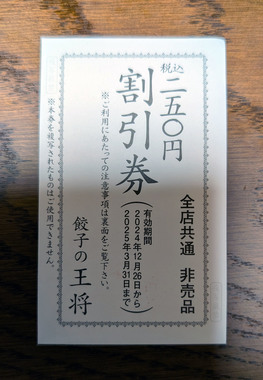 全店共通 非売品
税込二五〇円
割引券
(有効期間
2024年12月26日から
2025年3月31日まで)
※ご利用にあたっての注意事項は裏面をご覧下さい。
餃子の王将
※本券を複写されたものはご使用できません。